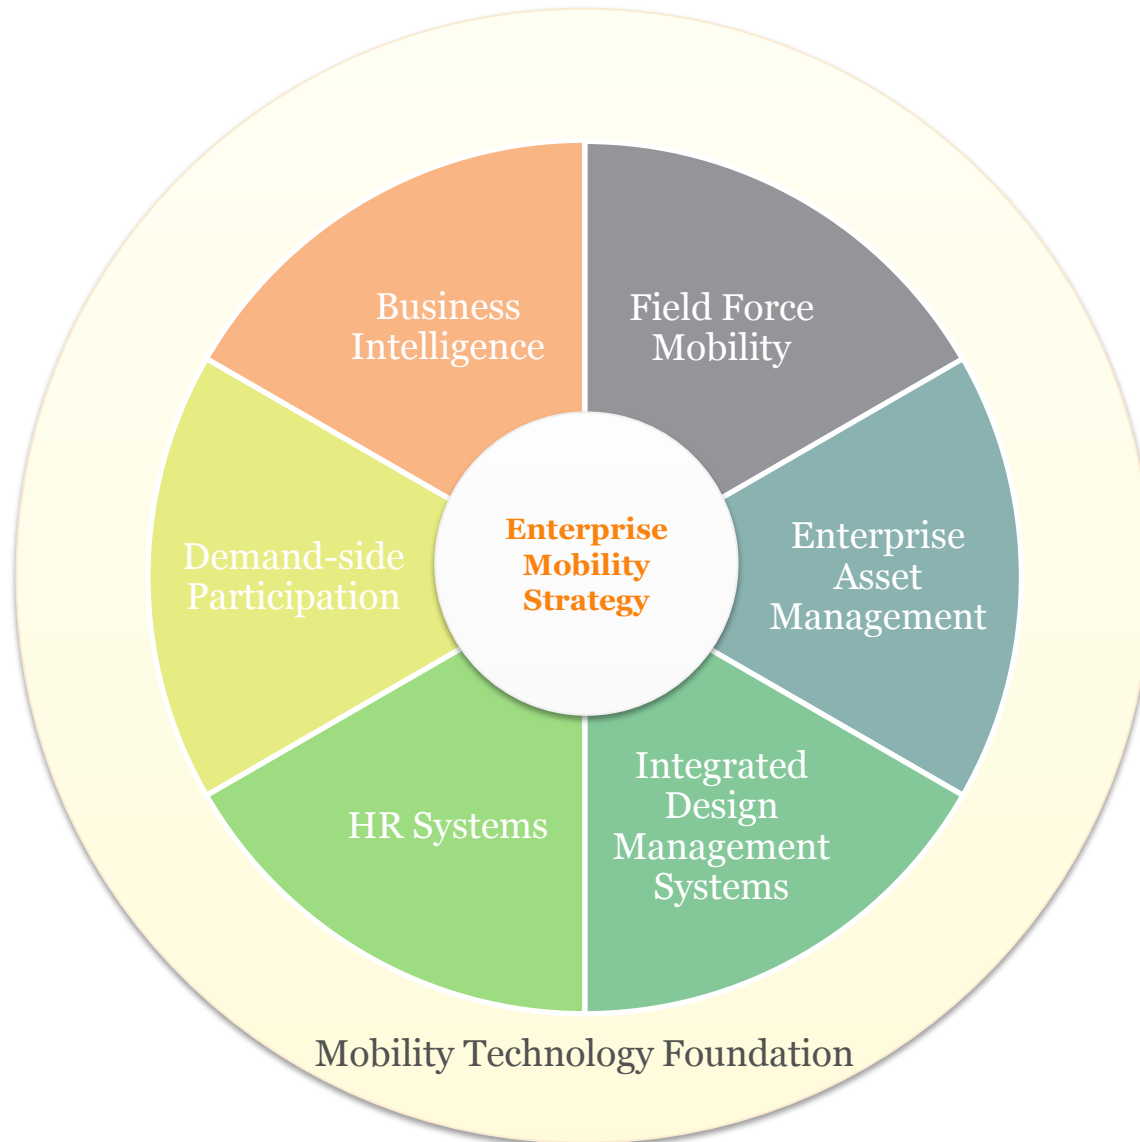 Business
Intelligence
Field Force
Mobility
Demand-side
Participation
Enterprise
Mobility
Strategy
Enterprise
Asset
Management
HR Systems
Integrated
Design
Management
Systems
Mobility Technology Foundation